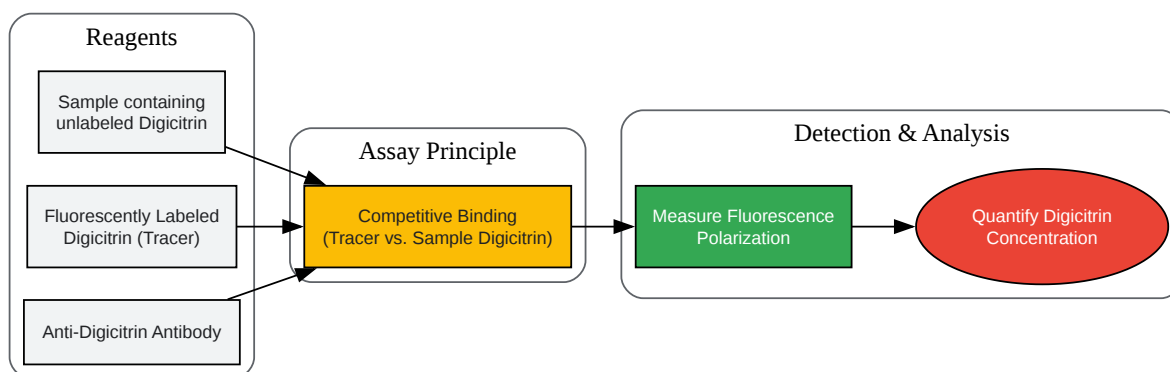 Reagents
Sample containing
unlabeled Digicitrin
Fluorescently Labeled
Digicitrin (Tracer)
Anti-Digicitrin Antibody
Assay Principle
Competitive Binding
(Tracer vs. Sample Digicitrin)
Detection & Analysis
Measure Fluorescence
Polarization
Quantify Digicitrin
Concentration